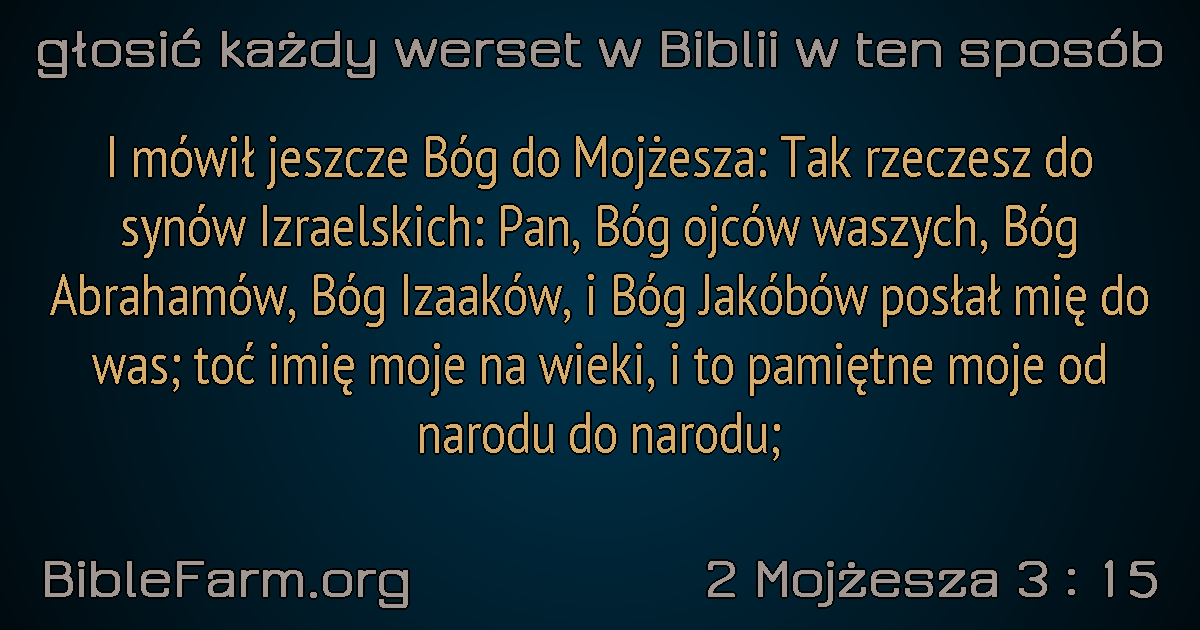 głosić każdy werset w Biblii w ten sposób
I mówił jeszcze Bóg do Mojżesza: Tak rzeczesz do
synów Izraelskich: Pan, Bóg ojców waszych, Bóg
Abrahamów, Bóg Izaaków, i Bóg Jakóbów posłał mię do
was; toć imię moje na wieki, i to pamiętne moje od
narodu do narodu;
BibleFarm.org
2 Mojżesza 3 : 15